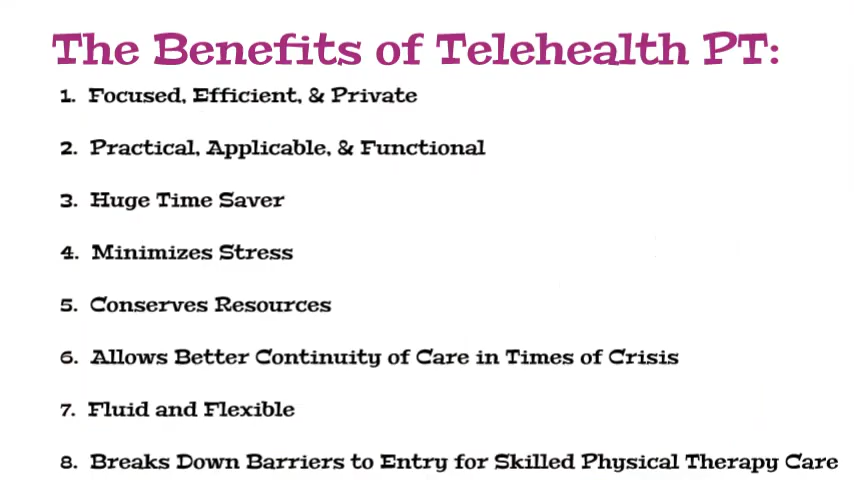 The Benefits of Telehealth PT:
1. Focused, Efficient, & Private
2. Practical, Applicable, & Functional
3. Huge Time Saver
4. Minimizes Stress
5. Conserves Resources
6. Allows Better Continuity of Care in Times of Crisis
7. Fluid and Flexible
8. Breaks Down Barriers to Entry for Skilled Physical Therapy Care